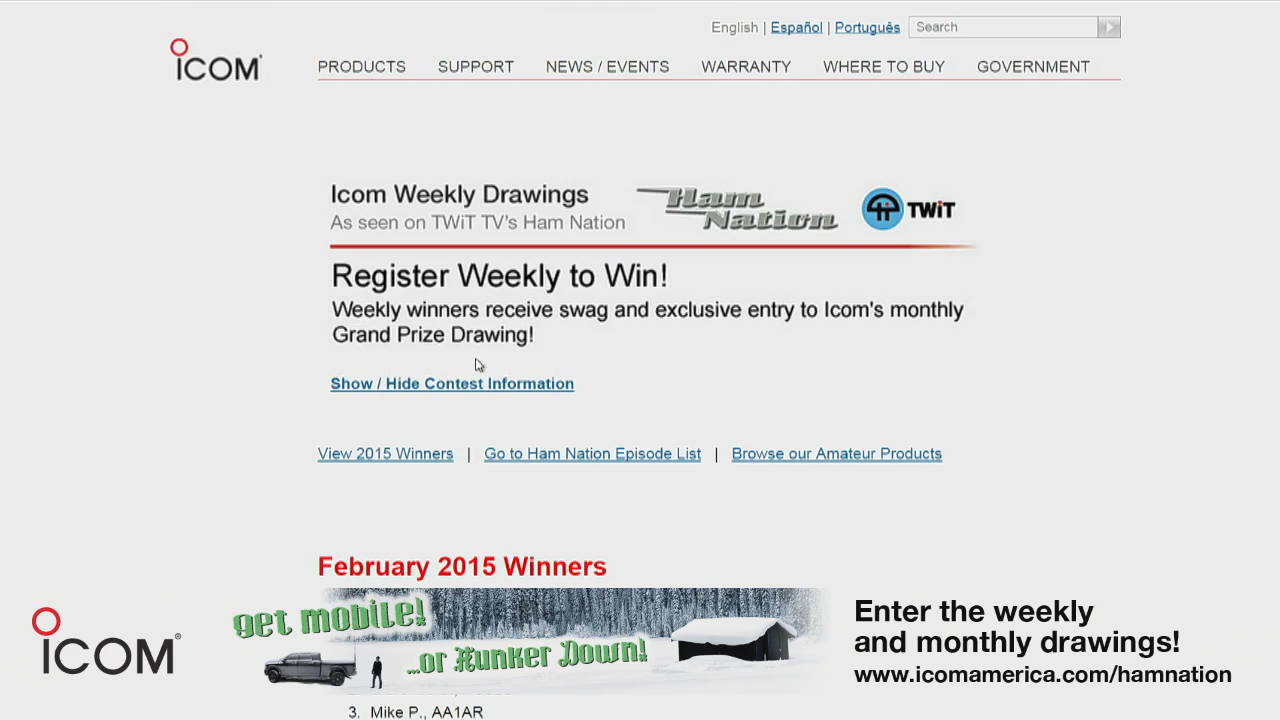 English | Español | Português
Search
iCOM
PRODUCTS SUPPORT NEWS / EVENTS WARRANTY WHERE TO BUY GOVERNMENT
Icom Weekly Drawings
As seen on TWiT TV's Ham Nation
Ham
Nation
TWiT
Register Weekly to Win!
Weekly winners receive swag and exclusive entry to Icom's monthly
Grand Prize Drawing!
Show / Hide Contest Information
View 2015 Winners | Go to Ham Nation Episode List | Browse our Amateur Products
February 2015 Winners
get mobile!
...or Hunker Down!
iCOM®
Enter the weekly
and monthly drawings!
www.icomamerica.com/hamnation
3. Mike P., AA1AR